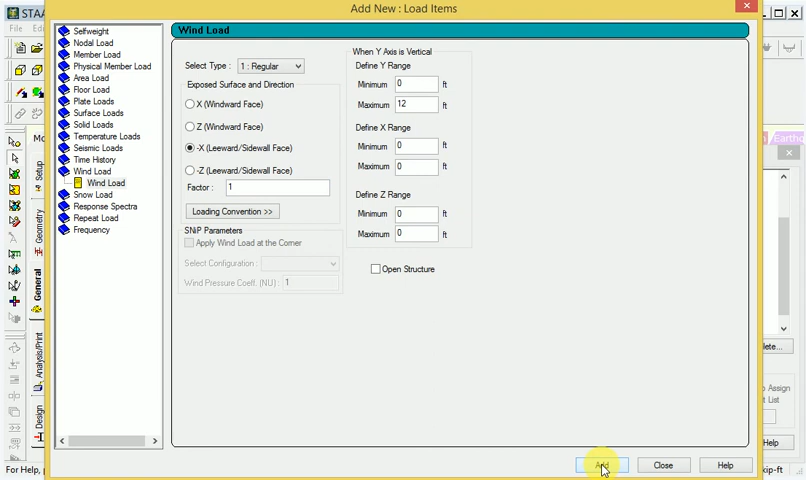 STAA
Add New : Load Items
File
Selfweight
Nodal Load
Member Load
Physical Member Load
Area Load
Floor Load
Plate Loads
Surface Loads
Solid Loads
Temperature Loads
Seismic Loads
Time History
Wind Load
Wind Load
Snow Load
Response Spectra
Repeat Load
Frequency
Wind Load
Select Type : 1 : Regular
Exposed Surface and Direction
X (Windward Face)
Z (Windward Face)
-X (Leeward/Sidewall Face)
-Z (Leeward/Sidewall Face)
Factor : 1
Loading Convention >>
SNiP Parameters
Apply Wind Load at the Corner
Select Configuration :
Wind Pressure Coeff. (NU) : 1
When Y Axis is Vertical
Define Y Range
Minimum 0 ft
Maximum 12 ft
Define X Range
Minimum 0 ft
Maximum 0 ft
Define Z Range
Minimum 0 ft
Maximum 0 ft
Open Structure
Add
Close
Help
Mo
Setup
Geometry
General
Analysis/Print
Design
Earthq
lete...
o Assign
t List
Help
For Help, p
kip-ft